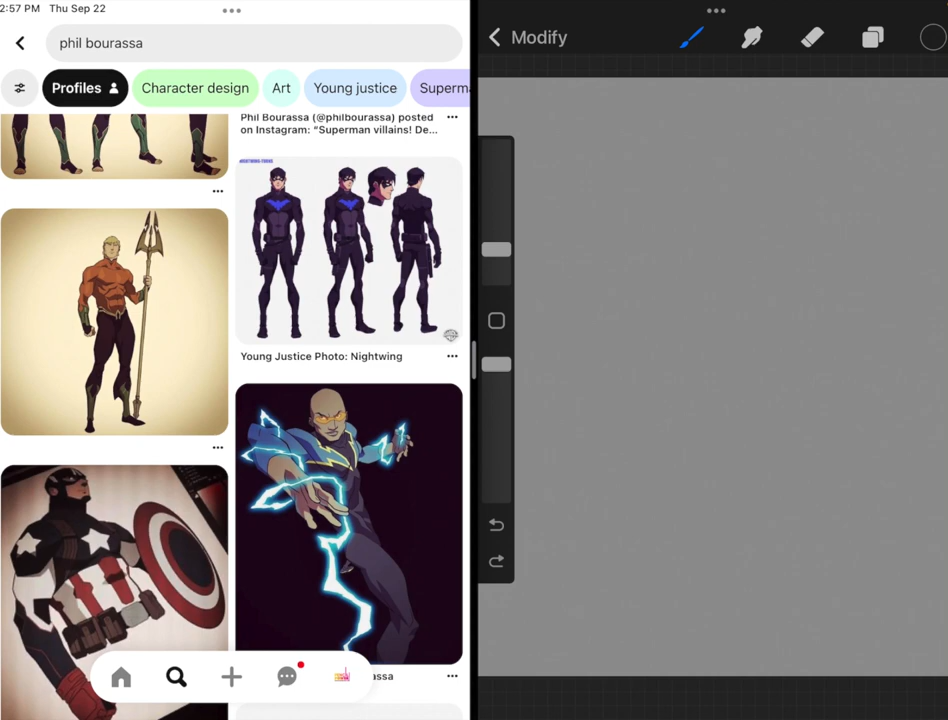 2:57 PM Thu Sep 22
phil bourassa
Modify
Profiles
Character design
Art
Young justice
Superma
Phil Bourassa (@philbourassa) posted
on Instagram: “Superman villains! De...
Young Justice Photo: Nightwing
assa